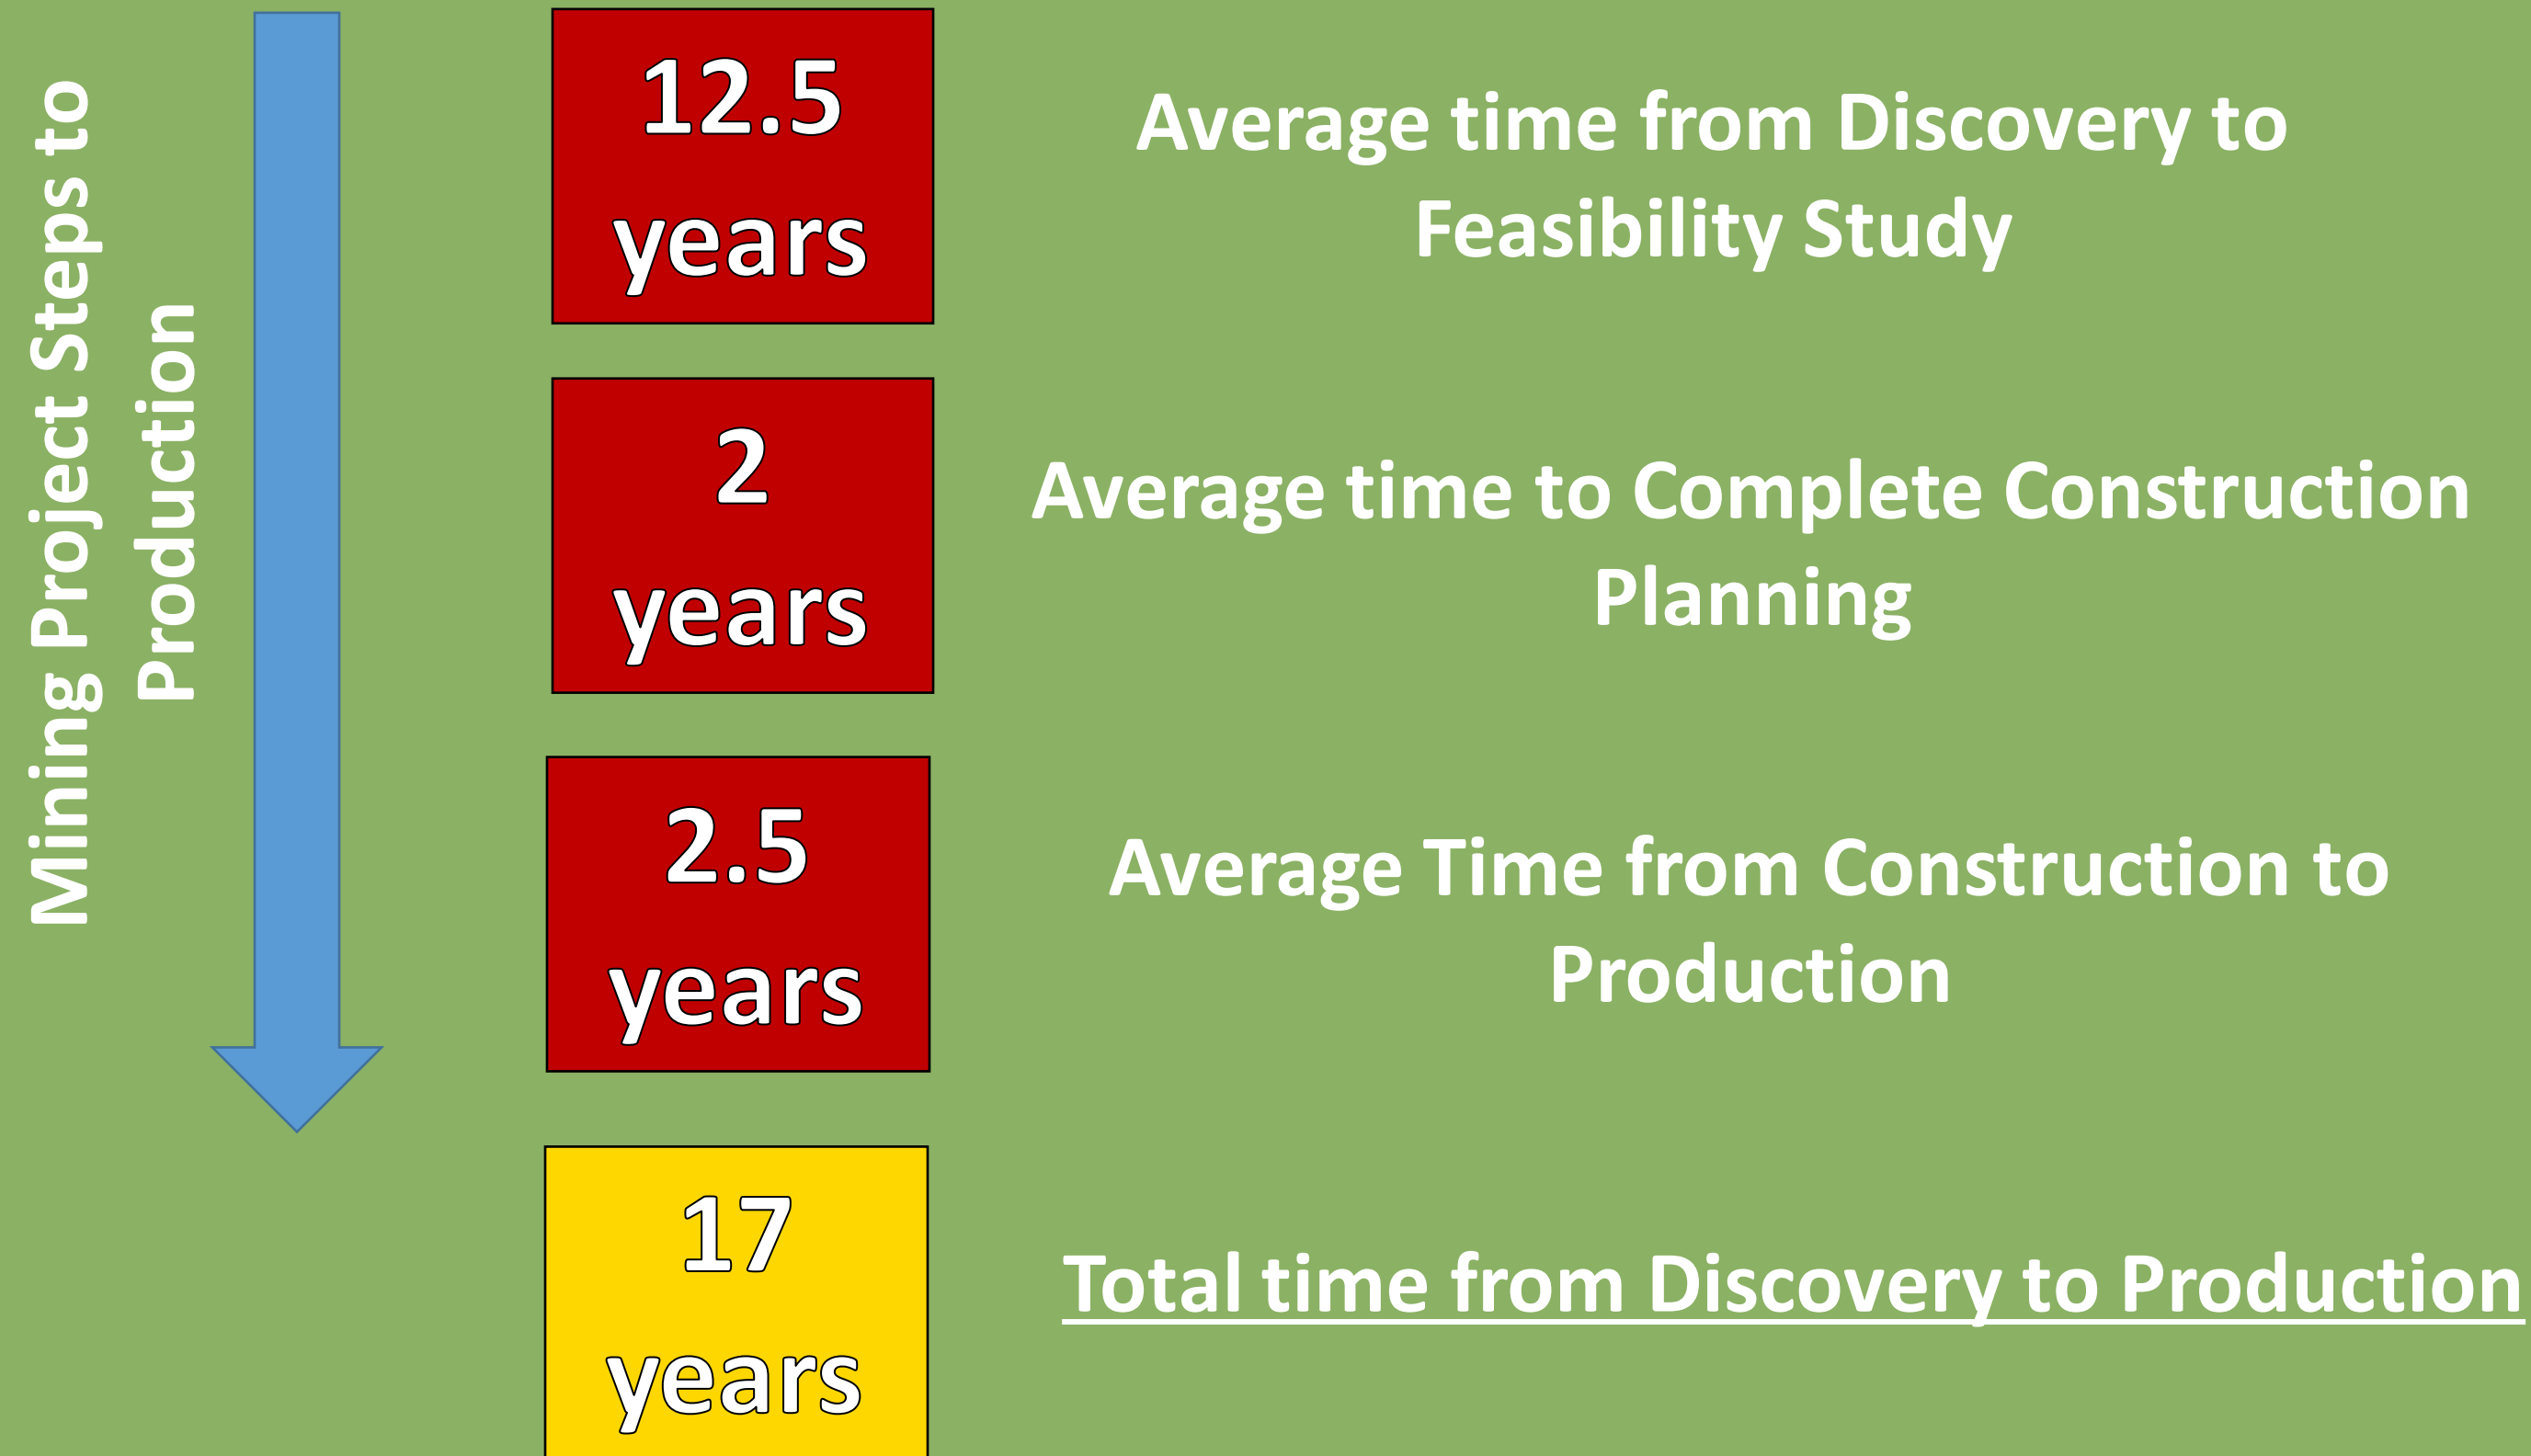 Mining Project Steps to
Production
12.5
years
Average time from Discovery to
Feasibility Study
2
years
Average time to Complete Construction
Planning
2.5
years
Average Time from Construction to
Production
17
years
Total time from Discovery to Production